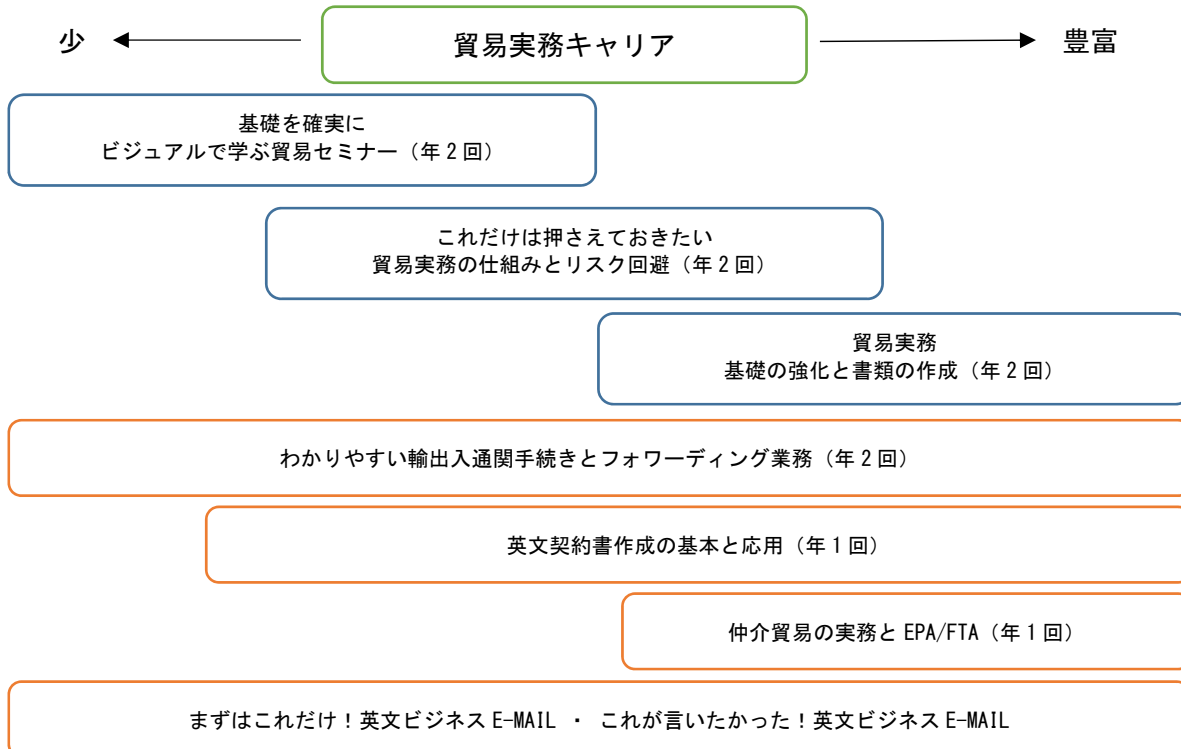 少 貿易実務キャリア 豊富
基礎を確実に
ビジュアルで学ぶ貿易セミナー（年２回）
これだけは押さえておきたい
貿易実務の仕組みとリスク回避（年２回）
貿易実務
基礎の強化と書類の作成（年２回）
わかりやすい輸出入通関手続きとフォワーディング業務（年２回）
英文契約書作成の基本と応用（年１回）
仲介貿易の実務と EPA/FTA（年１回）
まずはこれだけ！英文ビジネス E-MAIL ・ これが言いたかった！英文ビジネス E-MAIL